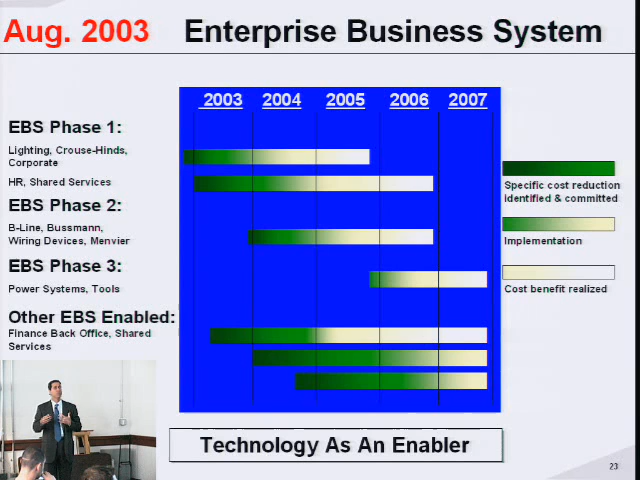 Aug. 2003 Enterprise Business System
2003 2004 2005 2006 2007
EBS Phase 1:
Lighting, Crouse-Hinds,
Corporate
HR, Shared Services
EBS Phase 2:
B-Line, Bussmann,
Wiring Devices, Menvier
EBS Phase 3:
Power Systems, Tools
Other EBS Enabled:
Finance Back Office, Shared
Services
Specific cost reduction
identified & committed
Implementation
Cost benefit realized
Technology As An Enabler
23